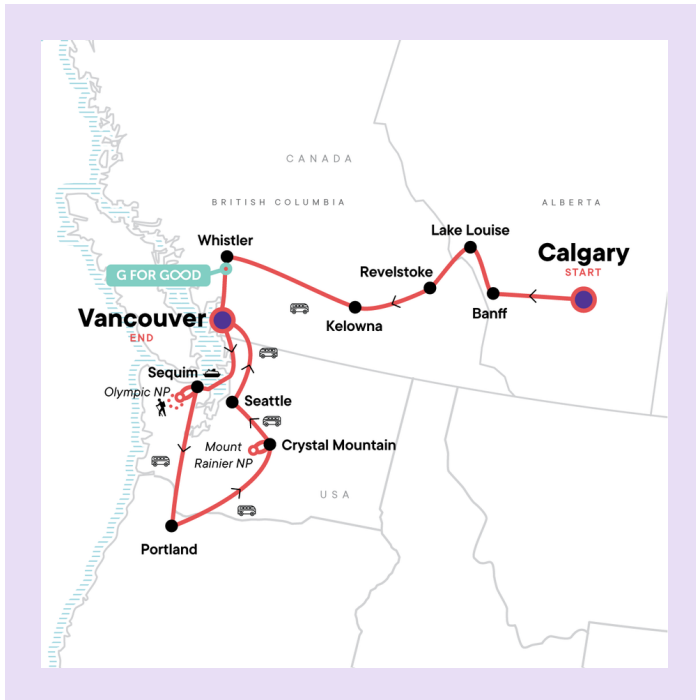 CANADA
BRITISH COLUMBIA
ALBERTA
Lake Louise
Whistler
Calgary
START
G FOR GOOD
Revelstoke
Banff
Vancouver
END
Kelowna
Sequim
Olympic NP
Seattle
Mount
Rainier NP
Crystal Mountain
USA
Portland